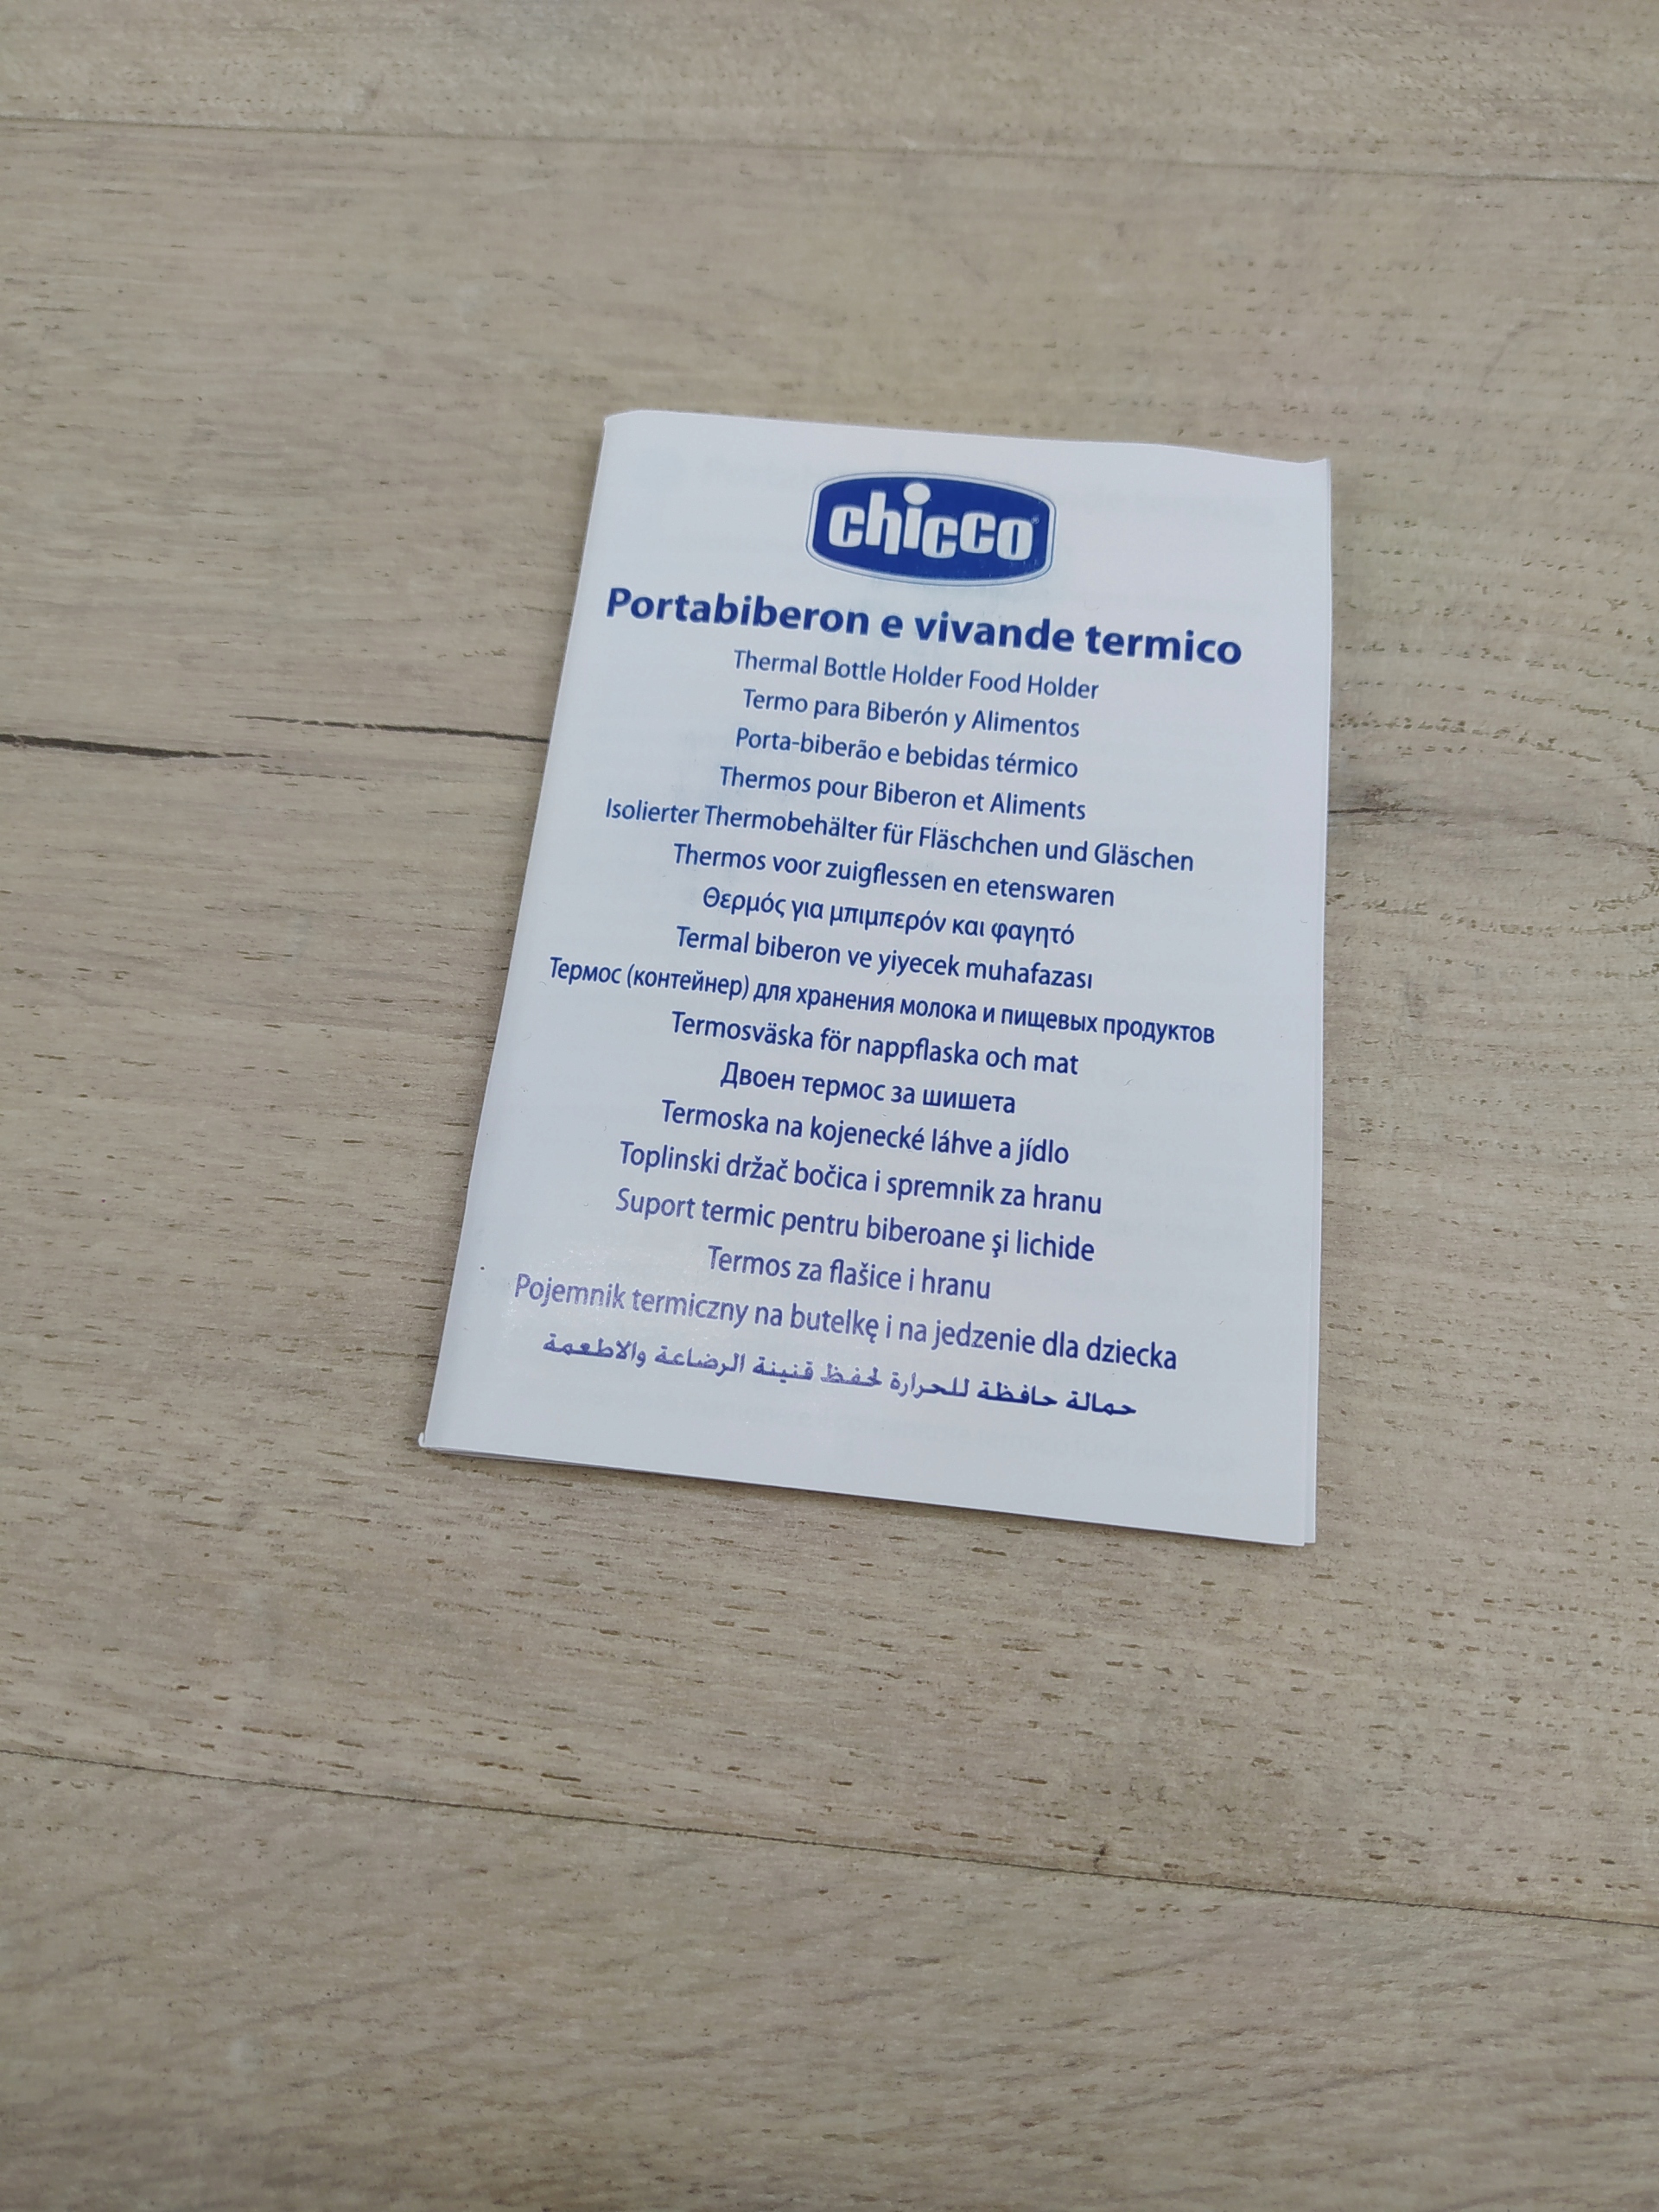 chicco
Portabiberon e vivande termico
Thermal Bottle Holder Food Holder
Termo para Biberón y Alimentos
Porta-biberão e bebidas térmico
Thermos pour Biberon et Aliments
Isolierter Thermobehälter für Fläschchen und Gläschen
Thermos voor zuigflessen en etenswaren
Θερμός για μπιμπερόν και φαγητό
Termal biberon ve yiyecek muhafazası
Термос (контейнер) для хранения молока и пищевых продуктов
Termosväska för nappflaska och mat
Двоен термос за шишета
Termoska na kojenecké láhve a jídlo
Toplinski držač bočica i spremnik za hranu
Suport termic pentru biberoane şi lichide
Termos za flašice i hranu
Pojemnik termiczny na butelkę i na jedzenie dla dziecka
حمالة حافظة للحرارة لحفظ قنينة الرضاعة والاطعمة